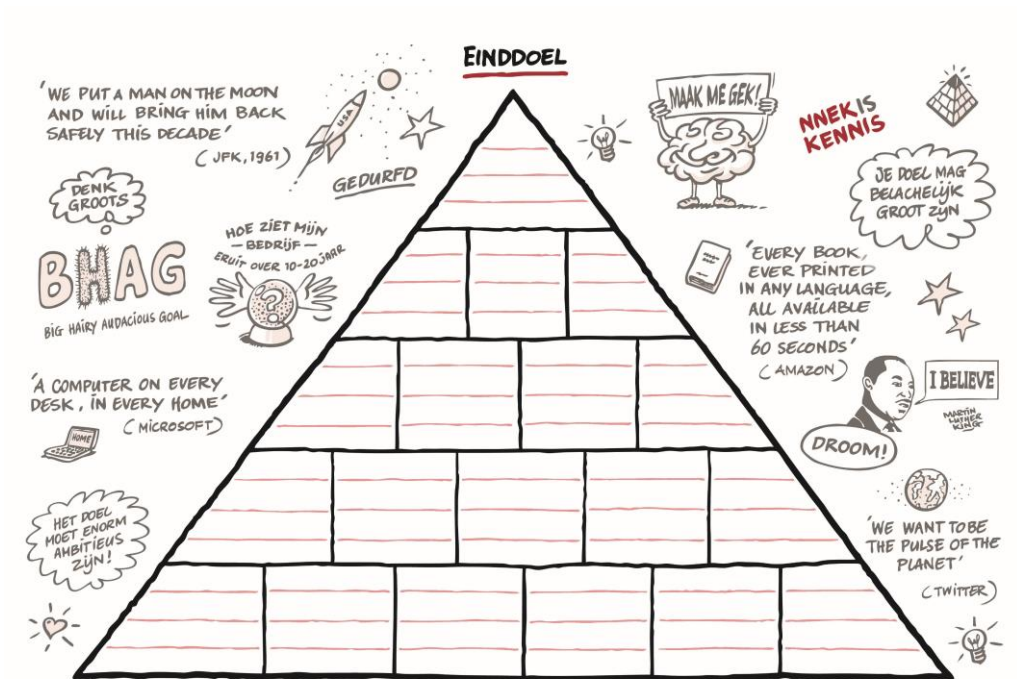 EINDDOEL
'WE PUT A MAN ON THE MOON
AND WILL BRING HIM BACK
SAFELY THIS DECADE'
(JFK, 1961)
USA
GEDURFD
DENK
GROOTS
BHAG
BIG HAIRY AUDACIOUS GOAL
HOE ZIET MIJN
- BEDRIJF -
ERUIT OVER 10-20 JAAR
?
'A COMPUTER ON EVERY
DESK, IN EVERY HOME'
(MICROSOFT)
HOME
HET DOEL
MOET ENORM
AMBITIEUS
ZIJN!
MAAK ME GEK!
NNEK IS
KENNIS
JE DOEL MAG
BELACHELIJK
GROOT ZIJN
'EVERY BOOK,
EVER PRINTED
IN ANY LANGUAGE,
ALL AVAILABLE
IN LESS THAN
60 SECONDS'
(AMAZON)
I BELIEVE
MARTIN
LUTHER
KING
DROOM!
'WE WANT TO BE
THE PULSE OF THE
PLANET'
(TWITTER)